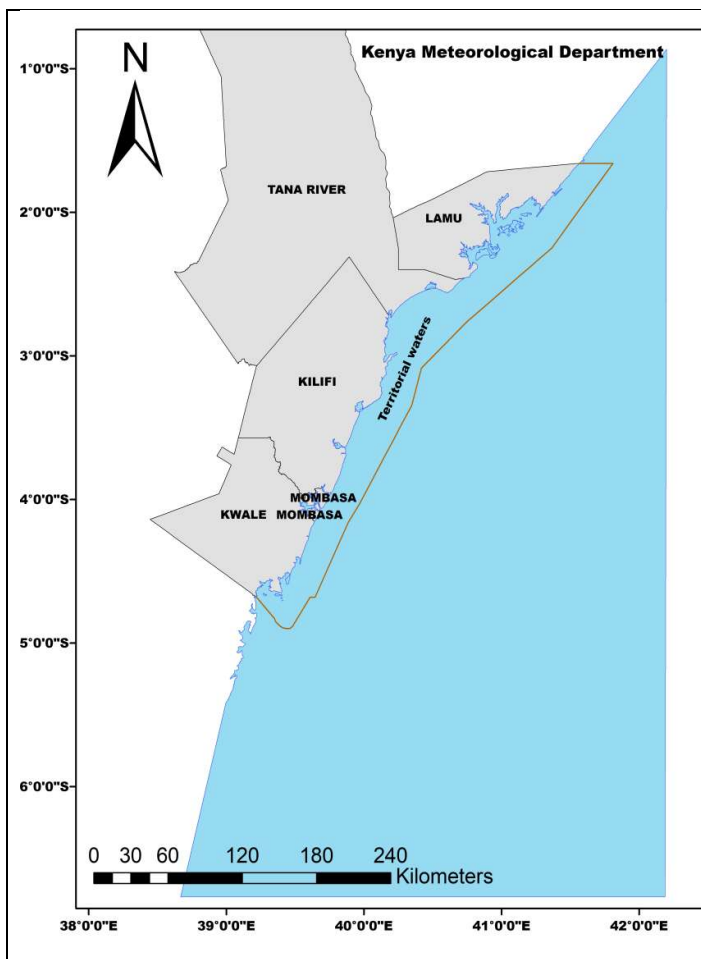 Kenya Meteorological Department
N
1°0'0"S
2°0'0"S
3°0'0"S
4°0'0"S
5°0'0"S
6°0'0"S
TANA RIVER
LAMU
Territorial waters
KILIFI
MOMBASA
KWALE MOMBASA
0 30 60 120 180 240
Kilometers
38°0'0"E 39°0'0"E 40°0'0"E 41°0'0"E 42°0'0"E